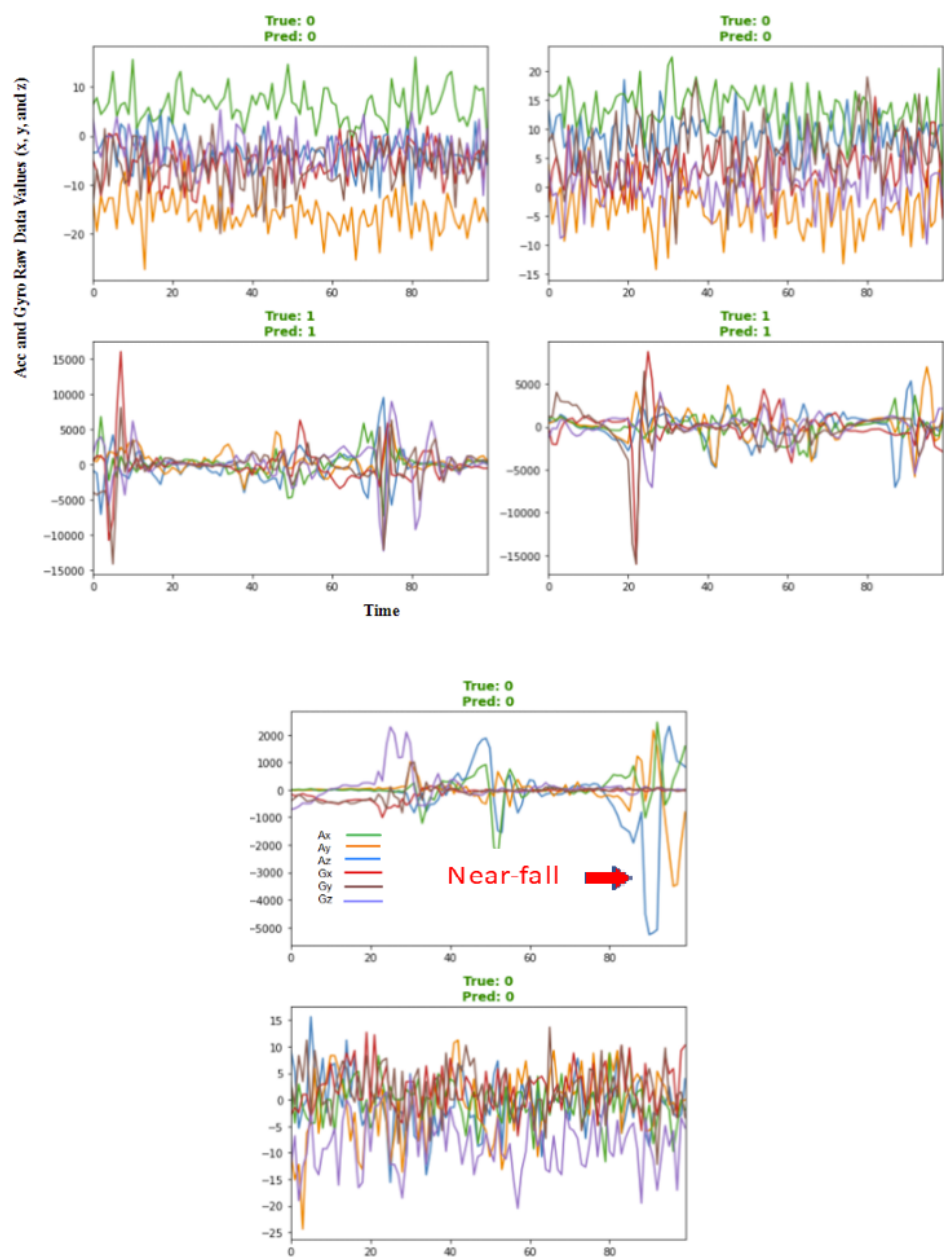 True: 0
Pred: 0
True: 0
Pred: 0
Acc and Gyro Raw Data Values (x, y, and z)
10
0
−10
−20
0 20 40 60 80
20
15
10
5
0
−5
−10
−15
0 20 40 60 80
True: 1
Pred: 1
True: 1
Pred: 1
15000
10000
5000
0
−5000
−10000
−15000
0 20 40 60 80
5000
0
−5000
−10000
−15000
0 20 40 60 80
Time
True: 0
Pred: 0
2000
1000
0
−1000
−2000
−3000
−4000
−5000
Ax
Ay
Az
Gx
Gy
Gz
Near-fall
0 20 40 60 80
True: 0
Pred: 0
15
10
5
0
−5
−10
−15
−20
−25
0 20 40 60 80